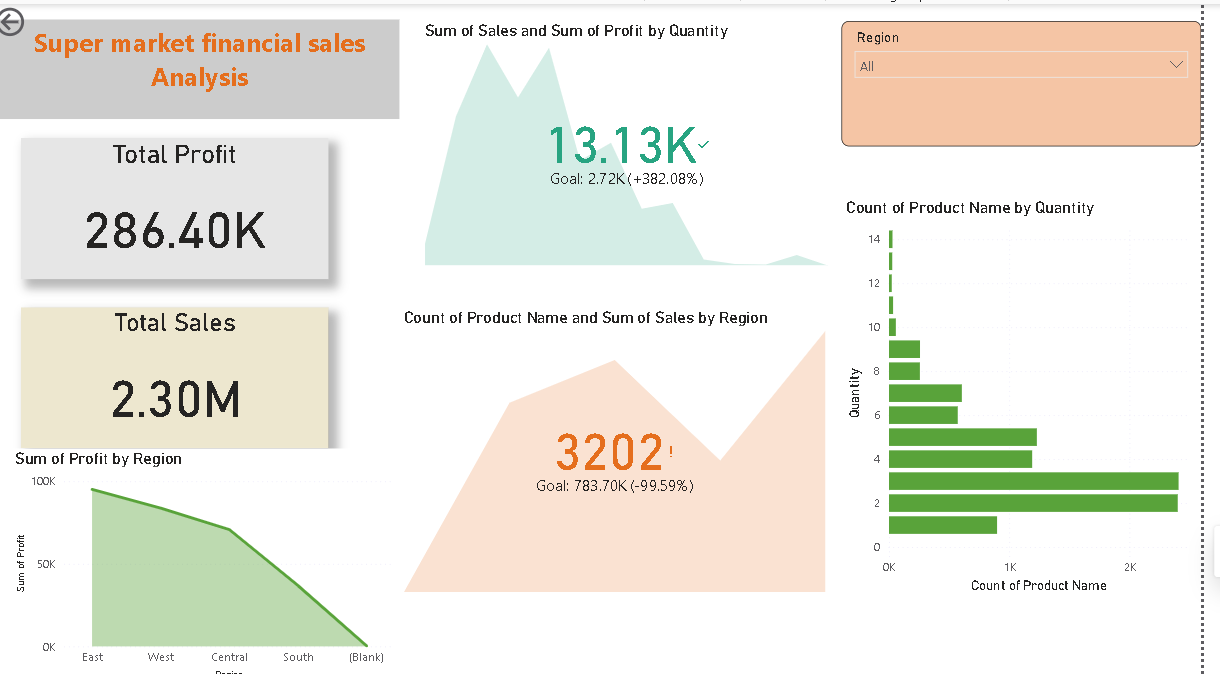 Super market financial sales
Analysis
Total Profit
286.40K
Total Sales
2.30M
Sum of Profit by Region
100K
50K
0K
Sum of Profit
East
West
Central
South
(Blank)
Sum of Sales and Sum of Profit by Quantity
13.13K
Goal: 2.72K (+382.08%)
Count of Product Name and Sum of Sales by Region
3202!
Goal: 783.70K (-99.59%)
Region
All
Count of Product Name by Quantity
14
12
10
8
6
4
2
0
Quantity
0K
1K
2K
Count of Product Name